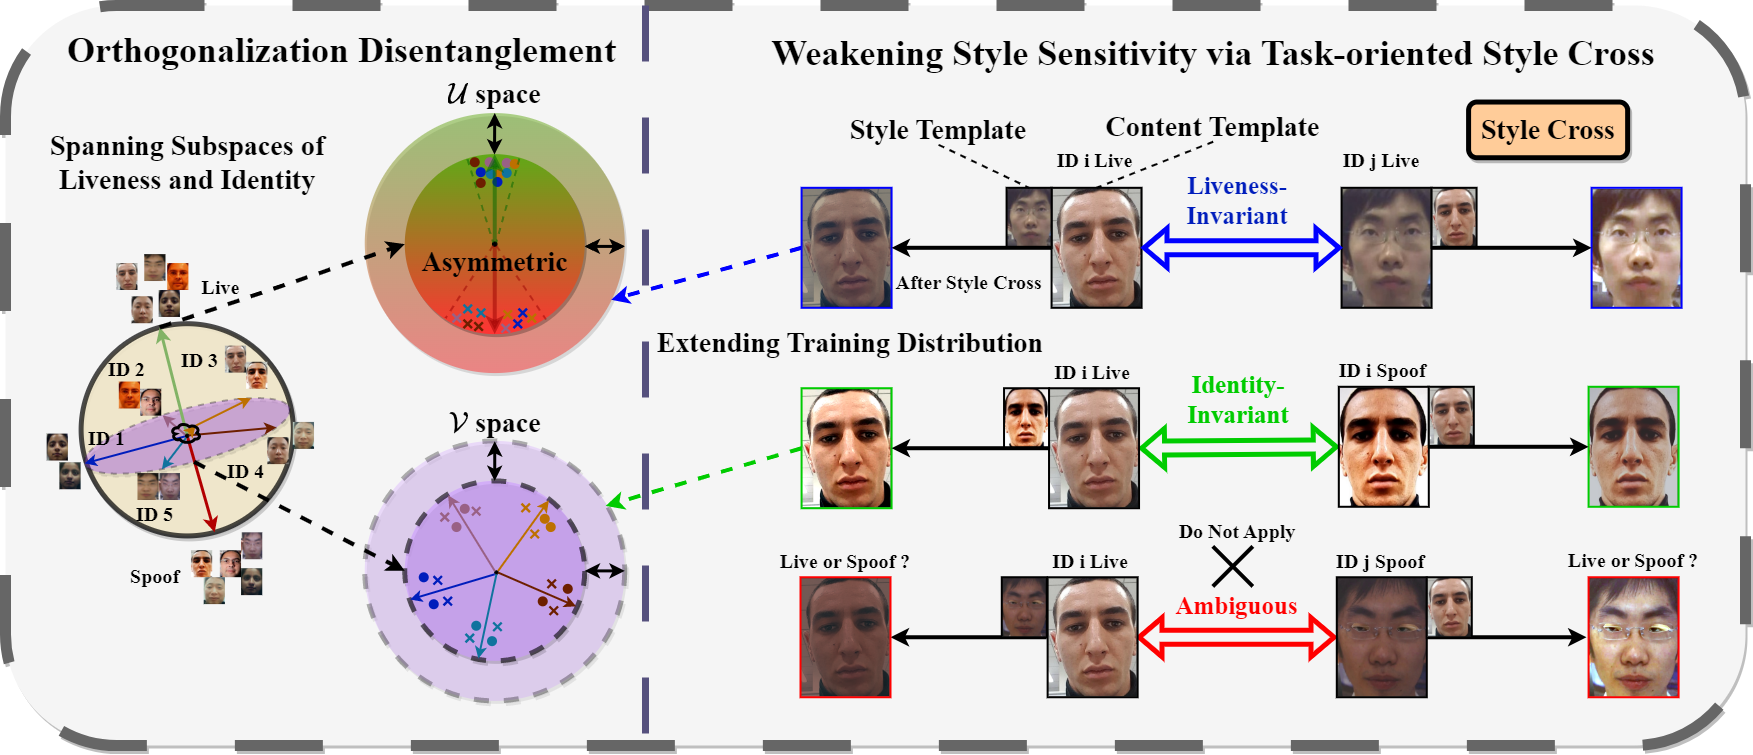 Orthogonalization Disentanglement
𝒰 space
Spanning Subspaces of
Liveness and Identity
Asymmetric
Live
ID 3
ID 2
ID 1
ID 4
ID 5
Spoof
𝒱 space
Weakening Style Sensitivity via Task-oriented Style Cross
Style Cross
Style Template
Content Template
ID i Live
ID j Live
Liveness-
Invariant
After Style Cross
Extending Training Distribution
ID i Live
ID i Spoof
Identity-
Invariant
Do Not Apply
Live or Spoof ?
ID i Live
ID j Spoof
Live or Spoof ?
Ambiguous